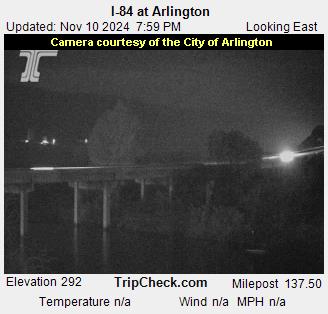 I-84 at Arlington
Updated: Nov 10 2024 7:59 PM Looking East
Camera courtesy of the City of Arlington
Elevation 292 TripCheck.com Milepost 137.50
Temperature n/a Wind n/a MPH n/a